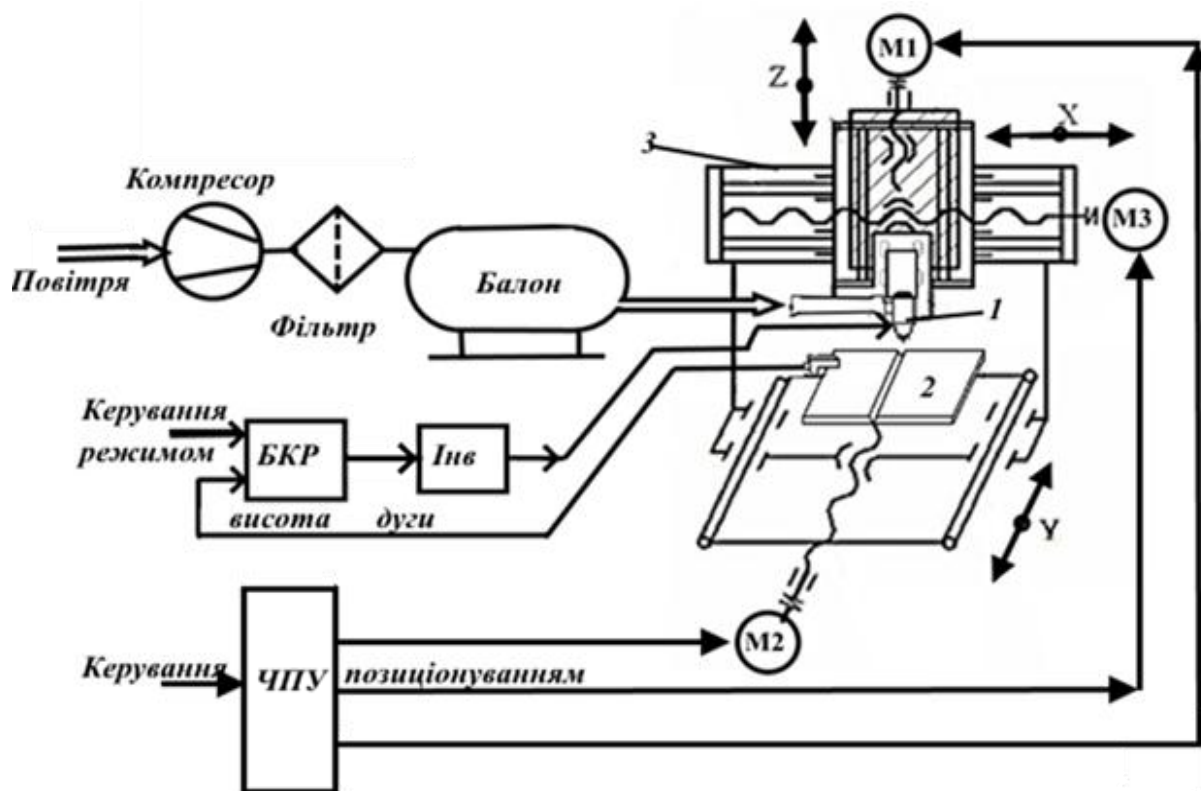 M1
Z
X
3
Компресор
M3
Повітря
Балон
Фільтр
1
2
Керування
режимом
БКР
Інв
висота дуги
Y
M2
Керування
ЧПУ
позиціонуванням